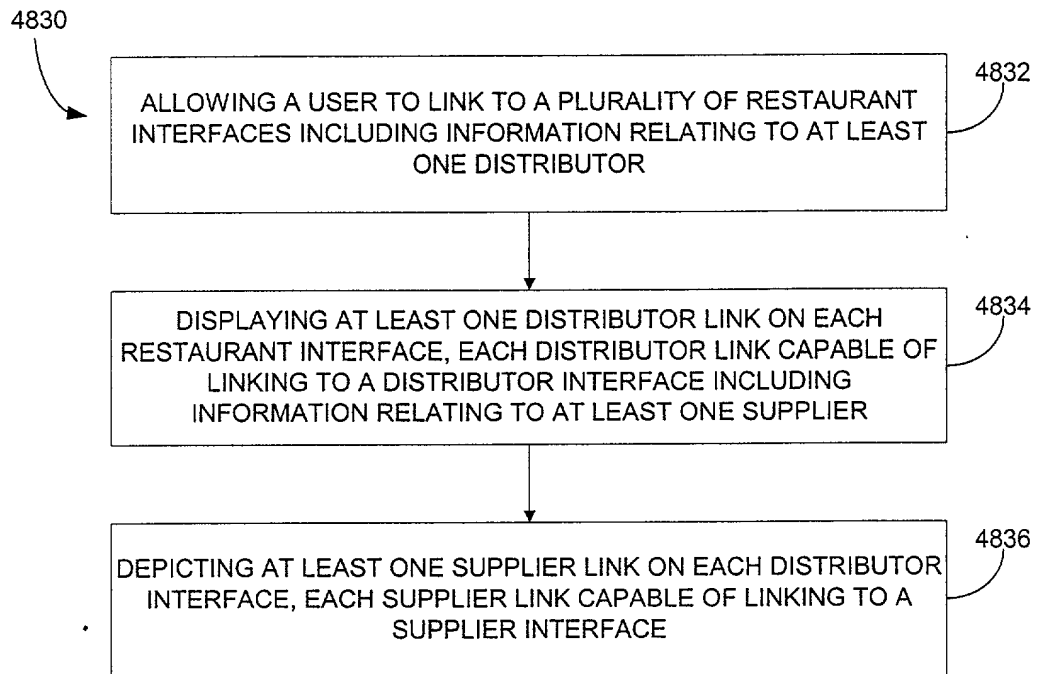 4830
4832
ALLOWING A USER TO LINK TO A PLURALITY OF RESTAURANT
INTERFACES INCLUDING INFORMATION RELATING TO AT LEAST
ONE DISTRIBUTOR
4834
DISPLAYING AT LEAST ONE DISTRIBUTOR LINK ON EACH
RESTAURANT INTERFACE, EACH DISTRIBUTOR LINK CAPABLE OF
LINKING TO A DISTRIBUTOR INTERFACE INCLUDING
INFORMATION RELATING TO AT LEAST ONE SUPPLIER
4836
DEPICTING AT LEAST ONE SUPPLIER LINK ON EACH DISTRIBUTOR
INTERFACE, EACH SUPPLIER LINK CAPABLE OF LINKING TO A
SUPPLIER INTERFACE